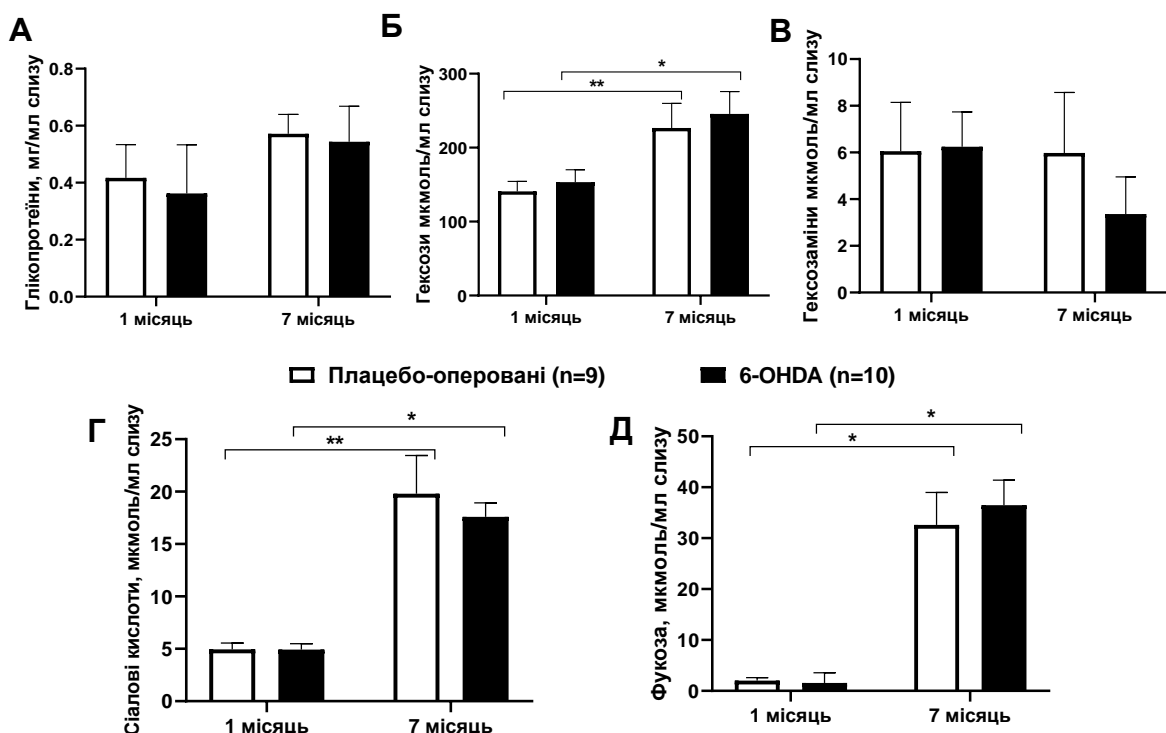 А
Глікопротеїни, мг/мл слизу
0.8
0.6
0.4
0.2
0.0
1 місяць
7 місяць
Б
Гексози мкмоль/мл слизу
300
200
100
0
*
**
1 місяць
7 місяць
В
Гексозаміни мкмоль/мл слизу
10
8
6
4
2
0
1 місяць
7 місяць
Плацебо-оперовані (n=9)
6-OHDA (n=10)
Г
Сіалові кислоти, мкмоль/мл слизу
25
20
15
10
5
0
*
**
1 місяць
7 місяць
Д
Фукоза, мкмоль/мл слизу
50
40
30
20
10
0
*
*
1 місяць
7 місяць